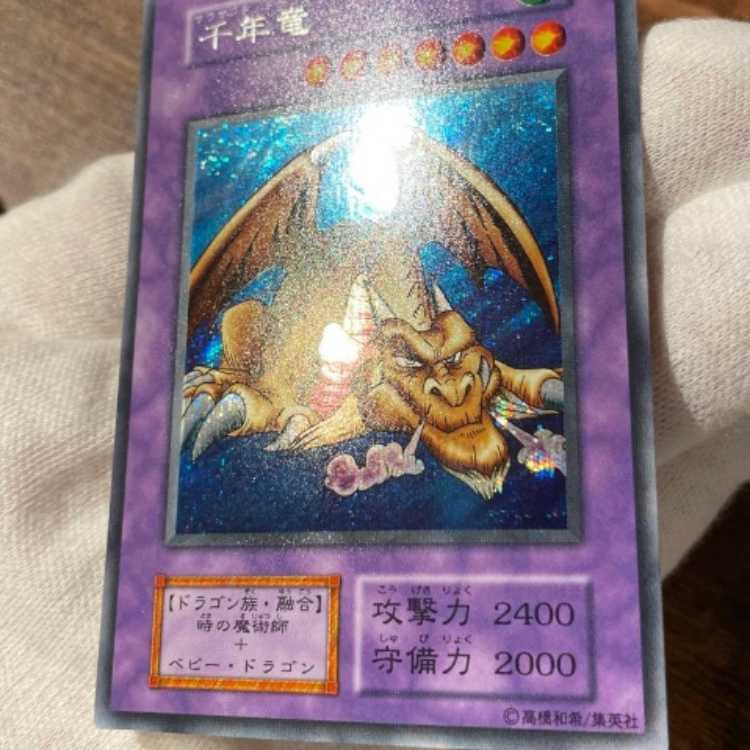 千年竜
【ドラゴン族・融合】
時の魔術師
+
ベビー・ドラゴン
攻撃力 2400
守備力 2000
©高橋和希/集英社